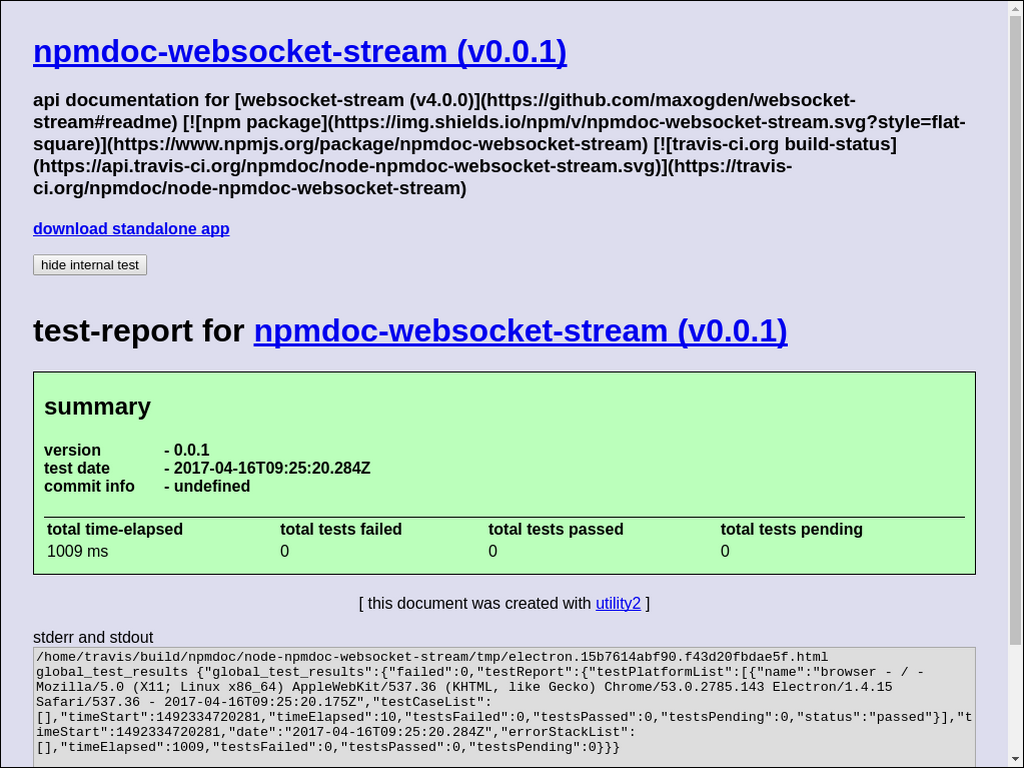 npmdoc-websocket-stream (v0.0.1)
api documentation for [websocket-stream (v4.0.0)](https://github.com/maxogden/websocket-
stream#readme) [![npm package](https://img.shields.io/npm/v/npmdoc-websocket-stream.svg?style=flat-
square)](https://www.npmjs.org/package/npmdoc-websocket-stream) [![travis-ci.org build-status]
(https://api.travis-ci.org/npmdoc/node-npmdoc-websocket-stream.svg)](https://travis-
ci.org/npmdoc/node-npmdoc-websocket-stream)
download standalone app
hide internal test
test-report for npmdoc-websocket-stream (v0.0.1)
summary
version - 0.0.1
test date - 2017-04-16T09:25:20.284Z
commit info - undefined
total time-elapsed total tests failed total tests passed total tests pending
1009 ms 0 0 0
[ this document was created with utility2 ]
stderr and stdout
/home/travis/build/npmdoc/node-npmdoc-websocket-stream/tmp/electron.15b7614abf90.f43d20fbdae5f.html
global_test_results {"global_test_results":{"failed":0,"testReport":{"testPlatformList":[{"name":"browser - / -
Mozilla/5.0 (X11; Linux x86_64) AppleWebKit/537.36 (KHTML, like Gecko) Chrome/53.0.2785.143 Electron/1.4.15
Safari/537.36 - 2017-04-16T09:25:20.175Z","testCaseList":
[],"timeStart":1492334720281,"timeElapsed":10,"testsFailed":0,"testsPassed":0,"testsPending":0,"status":"passed"}],"t
imeStart":1492334720281,"date":"2017-04-16T09:25:20.284Z","errorStackList":
[],"timeElapsed":1009,"testsFailed":0,"testsPassed":0,"testsPending":0}}}